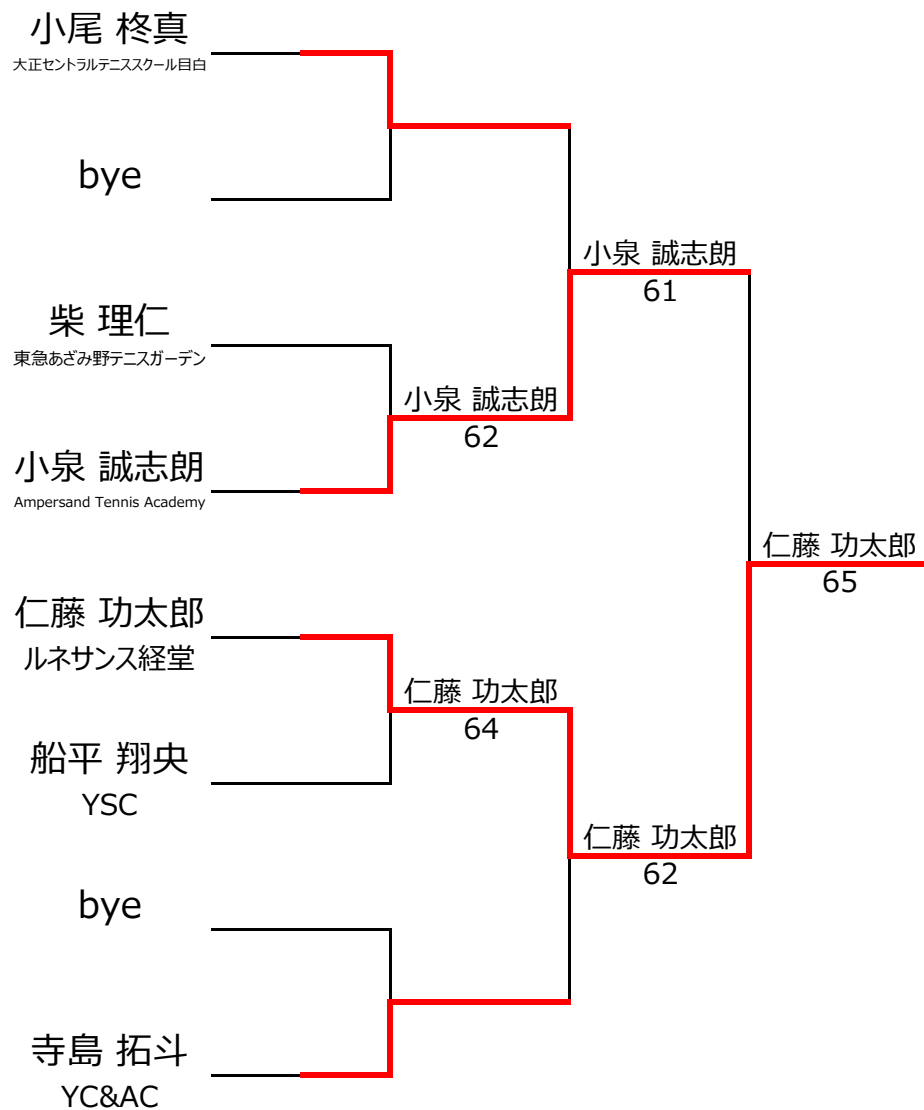 小尾 柊真
大正セントラルテニススクール目白
bye
柴 理仁
東急あざみ野テニスガーデン
小泉 誠志朗
Ampersand Tennis Academy
仁藤 功太郎
ルネサンス経堂
船平 翔央
YSC
bye
寺島 拓斗
YC&AC
小泉 誠志朗
62
仁藤 功太郎
64
小泉 誠志朗
61
仁藤 功太郎
62
仁藤 功太郎
65